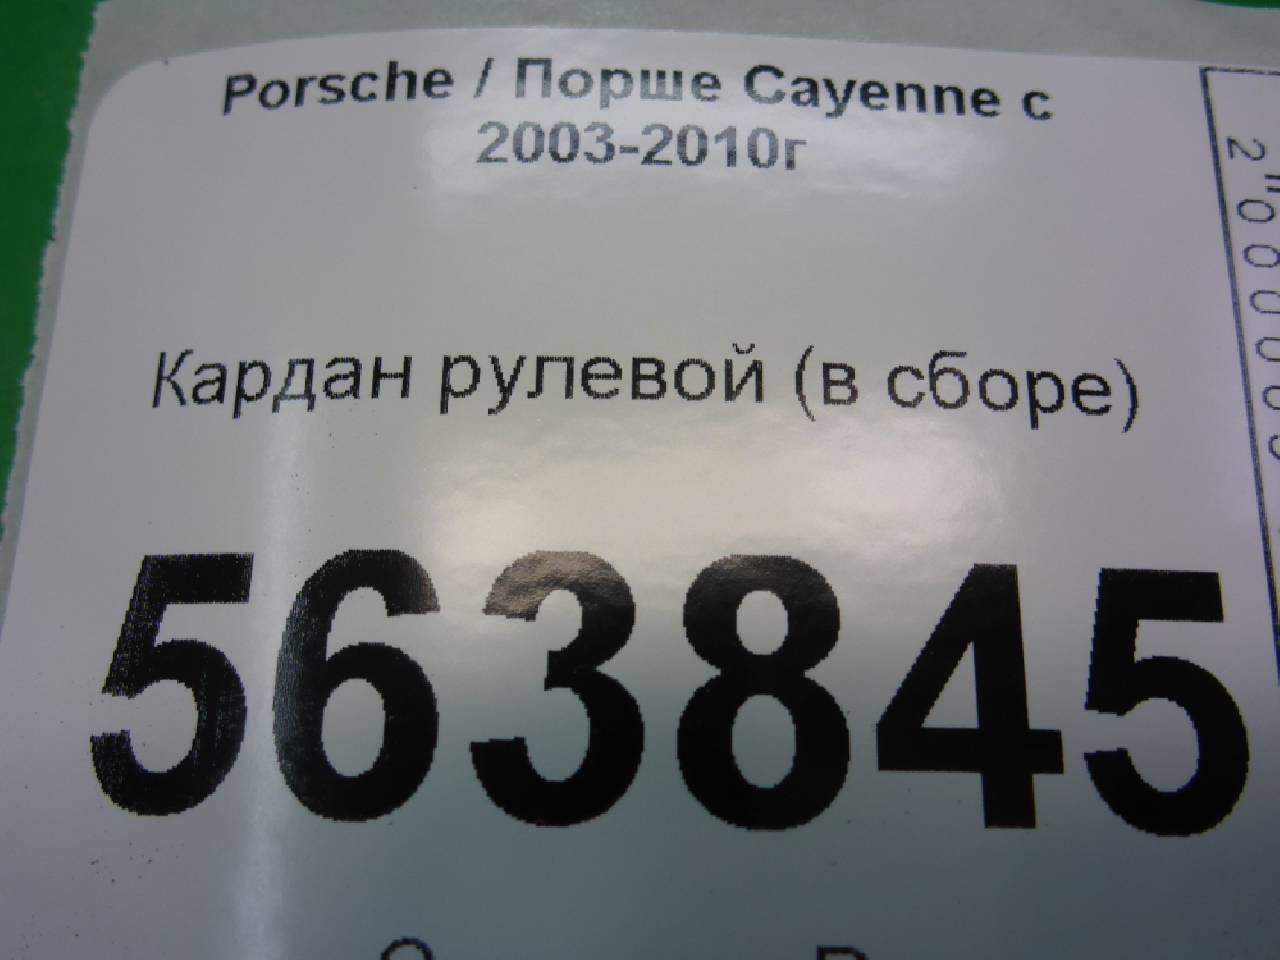 Porsche / Порше Cayenne с
2003-2010г
Кардан рулевой (в сборе)
563845